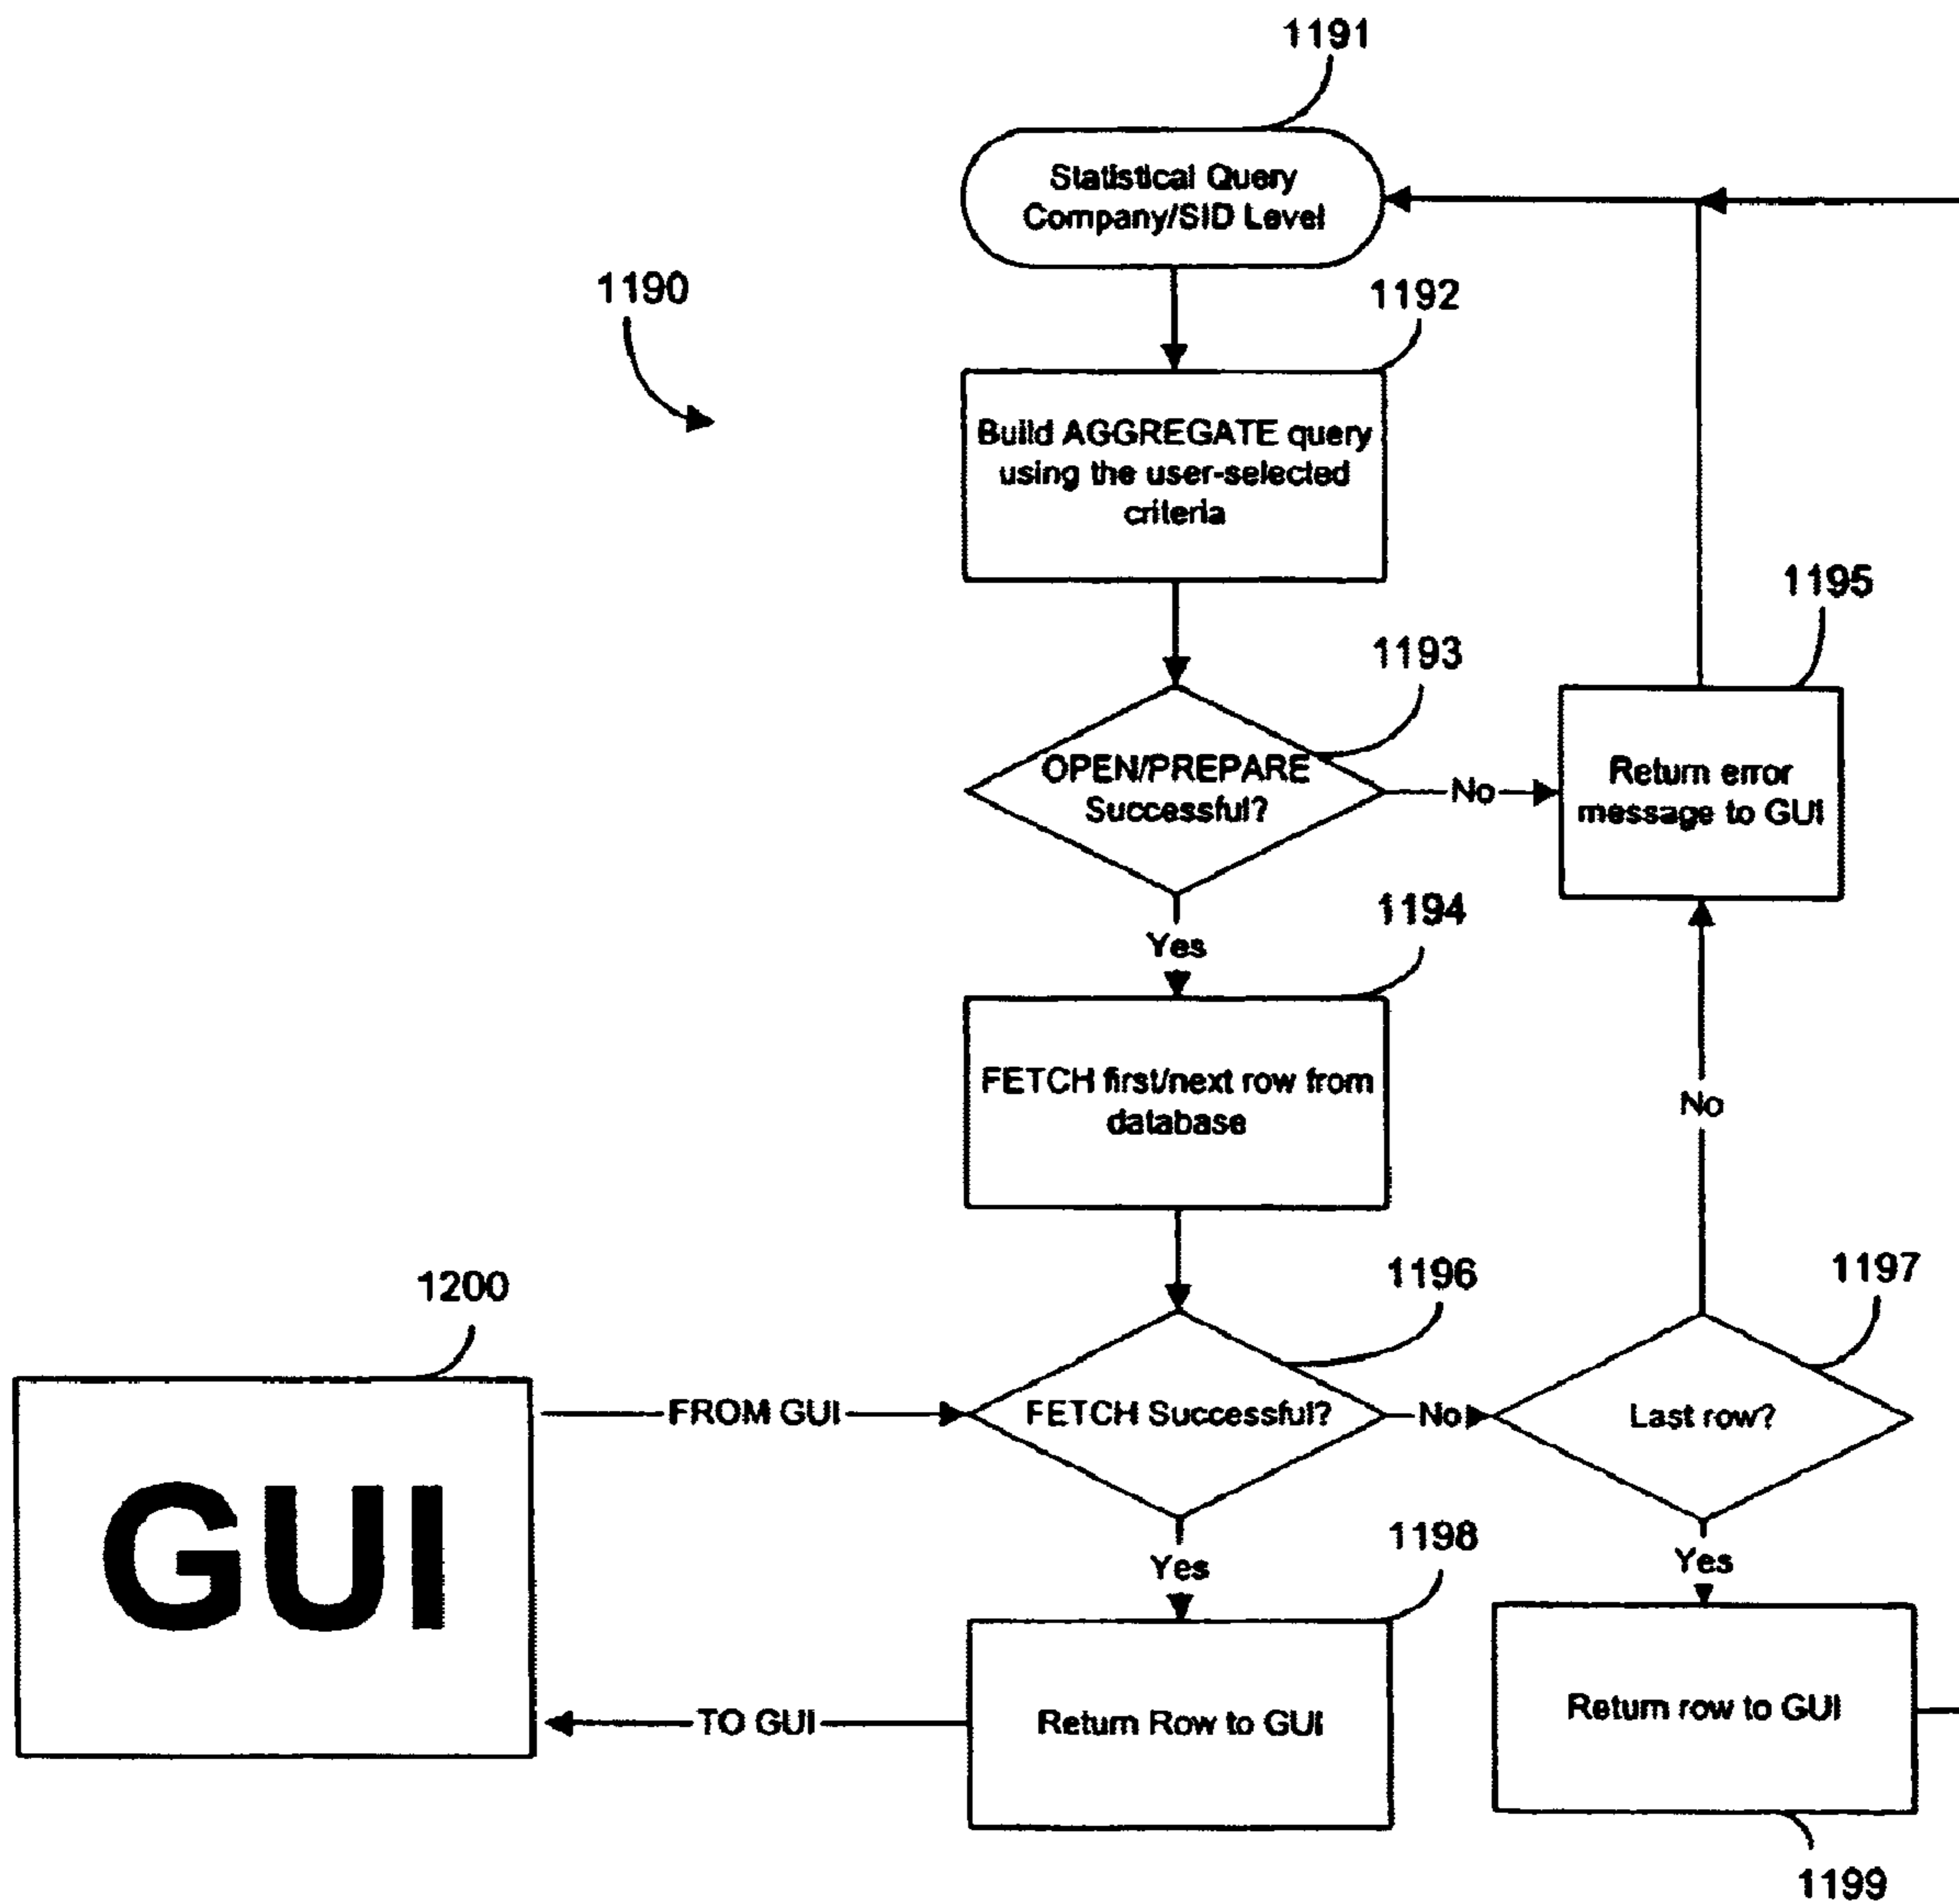 1191
Statistical Query
Company/SID Level
1190
1192
Build AGGREGATE query
using the user-selected
criteria
1195
1193
OPEN/PREPARE
Successful?
No
Return error
message to GUI
1194
Yes
FETCH first/next row from
database
No
1200
1196
1197
FROM GUI
FETCH Successful?
No
Last row?
GUI
1198
Yes
Yes
TO GUI
Return Row to GUI
Return row to GUI
1199